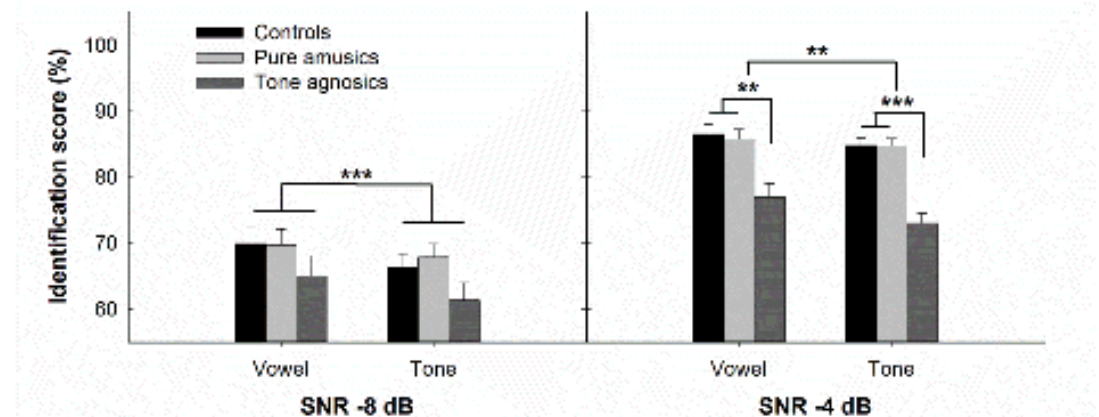 Identification score (%)
100
90
80
70
60
Controls
Pure amusics
Tone agnosics
***
**
**
***
Vowel
Tone
Vowel
Tone
SNR -8 dB
SNR -4 dB